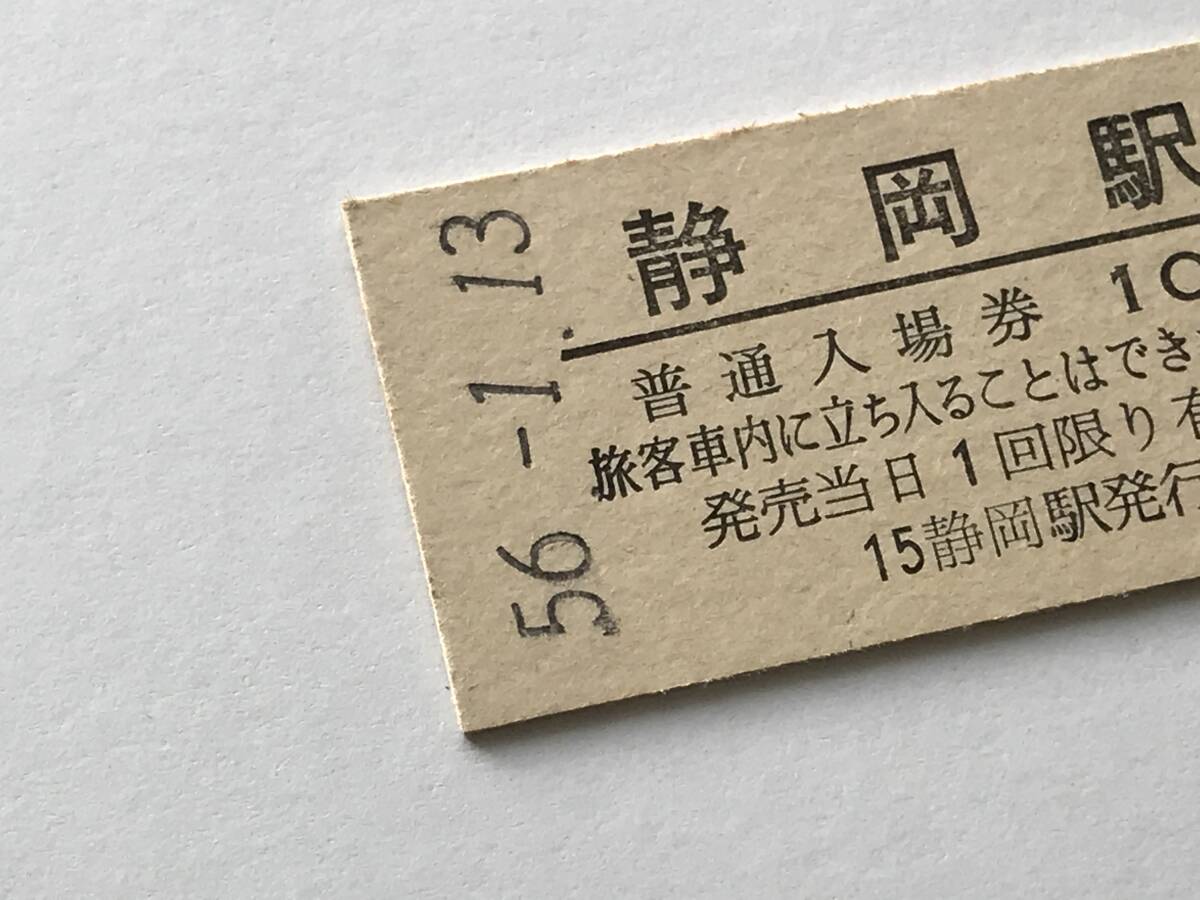 56-1.13
静岡駅
普通入場券 10
旅客車内に立ち入ることはでき
発売当日1回限り有
15静岡駅発行